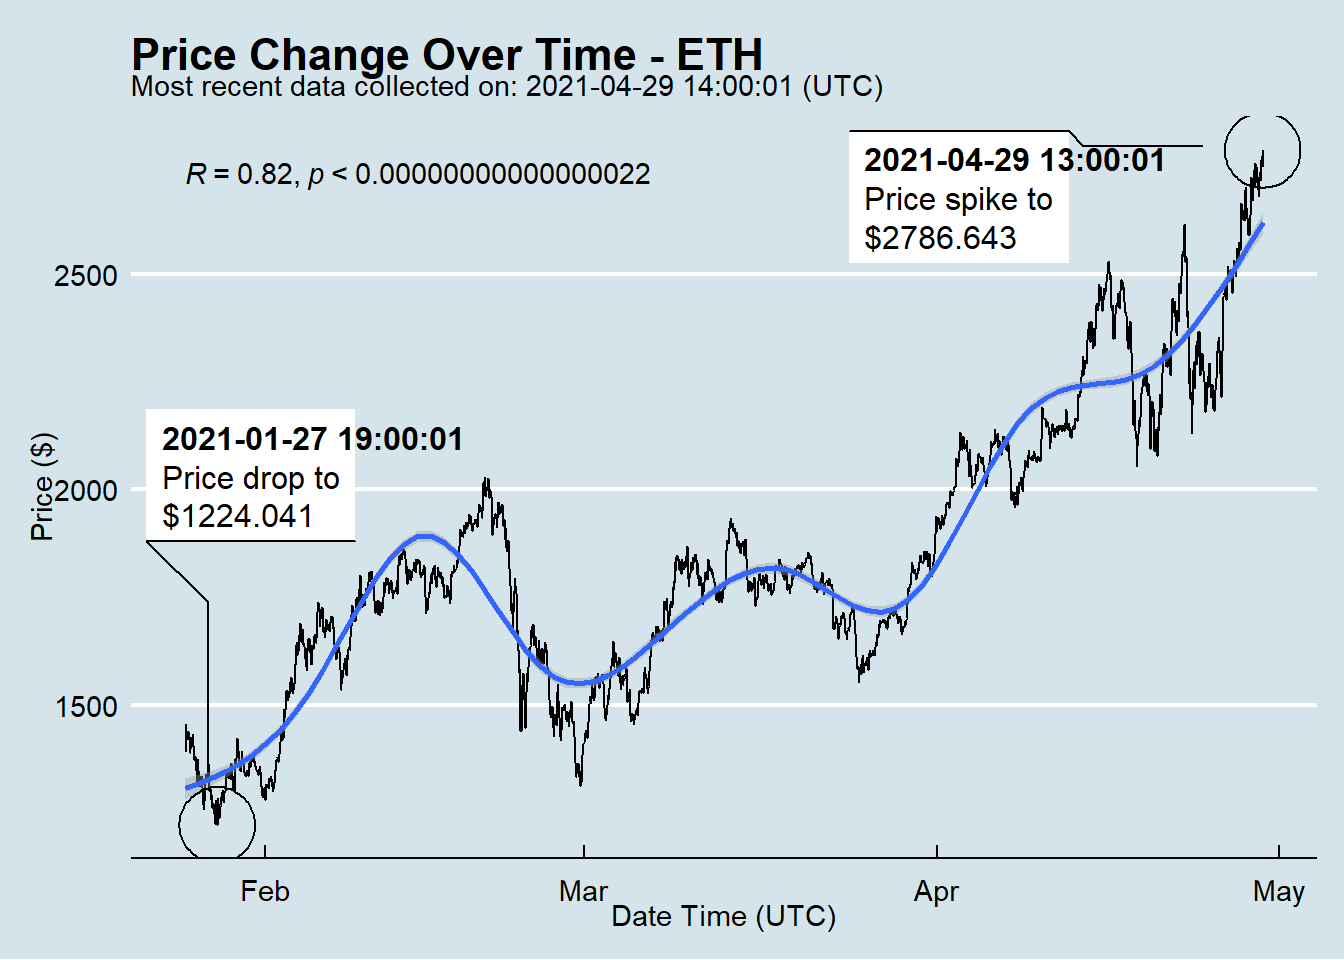 Price Change Over Time - ETH
Most recent data collected on: 2021-04-29 14:00:01 (UTC)
R = 0.82, p < 0.00000000000000022
2021-04-29 13:00:01
Price spike to
$2786.643
2021-01-27 19:00:01
Price drop to
$1224.041
Price ($)
2500
2000
1500
Feb
Mar
Apr
May
Date Time (UTC)